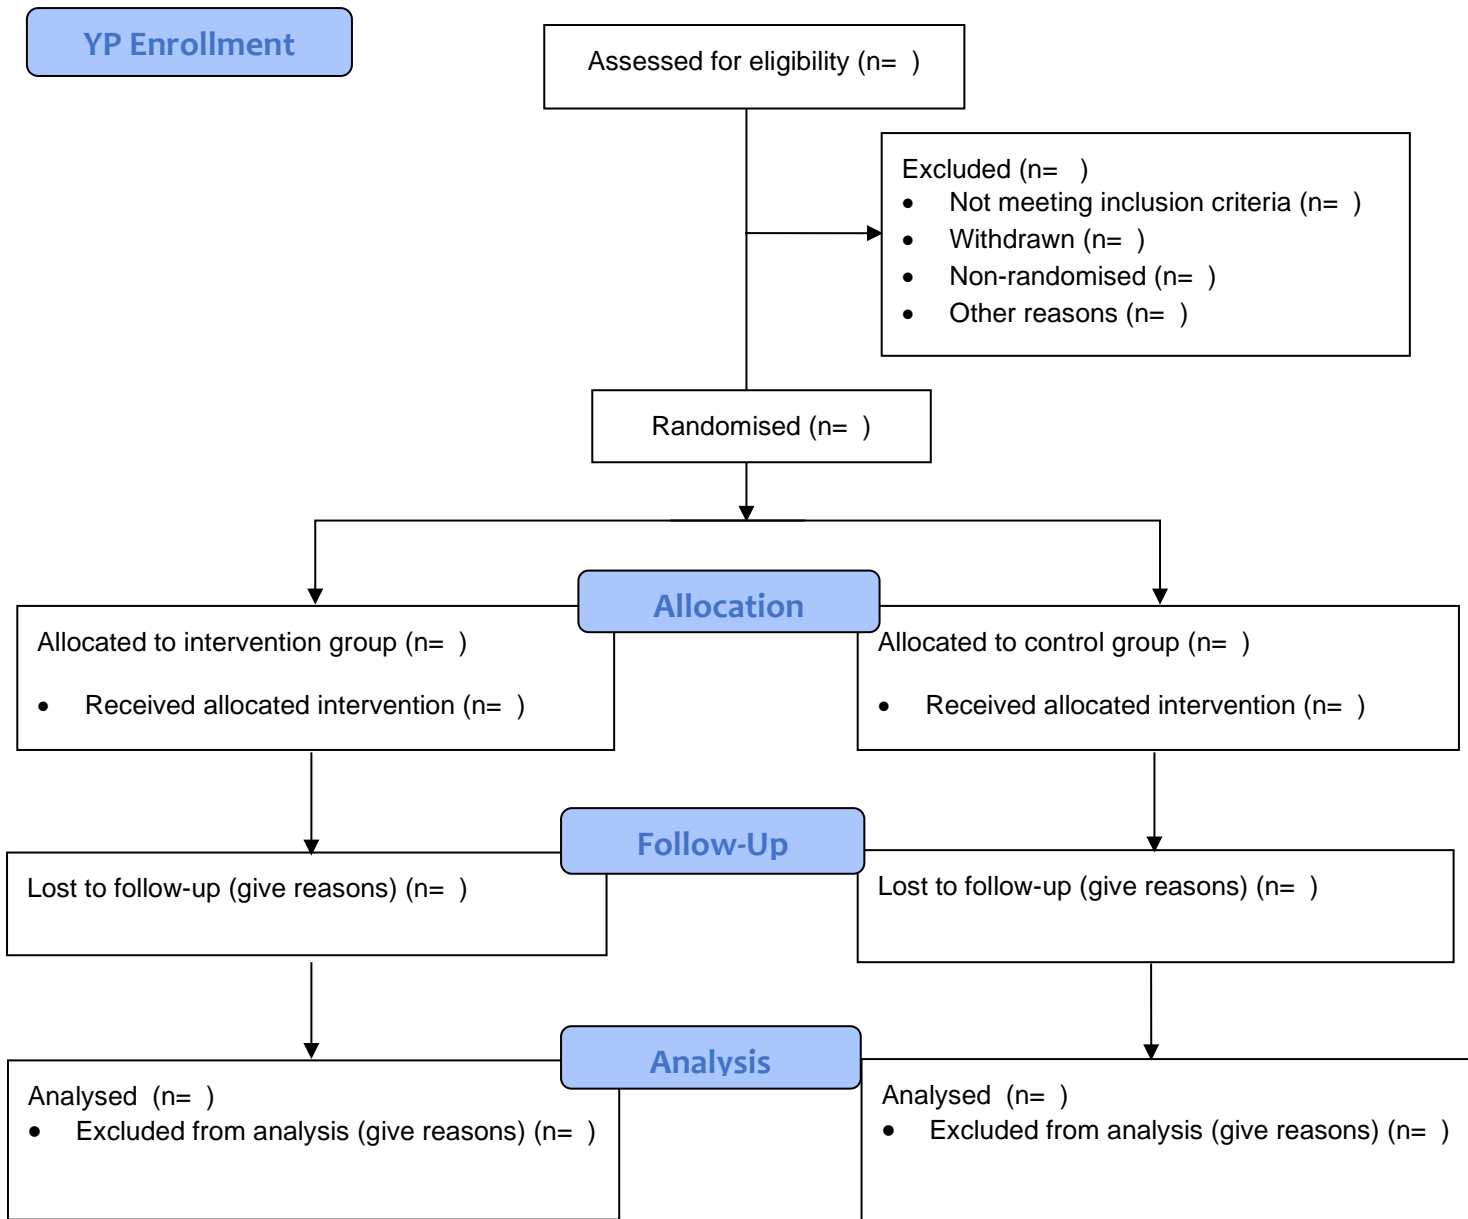 YP Enrollment
Assessed for eligibility (n=  )
Excluded (n=   )
• Not meeting inclusion criteria (n=  )
• Withdrawn (n=  )
• Non-randomised (n=  )
• Other reasons (n=  )
Randomised (n=  )
Allocation
Allocated to intervention group (n=  )
• Received allocated intervention (n=  )
Allocated to control group (n=  )
• Received allocated intervention (n=  )
Follow-Up
Lost to follow-up (give reasons) (n=  )
Lost to follow-up (give reasons) (n=  )
Analysis
Analysed  (n=  )
• Excluded from analysis (give reasons) (n=  )
Analysed  (n=  )
• Excluded from analysis (give reasons) (n=  )